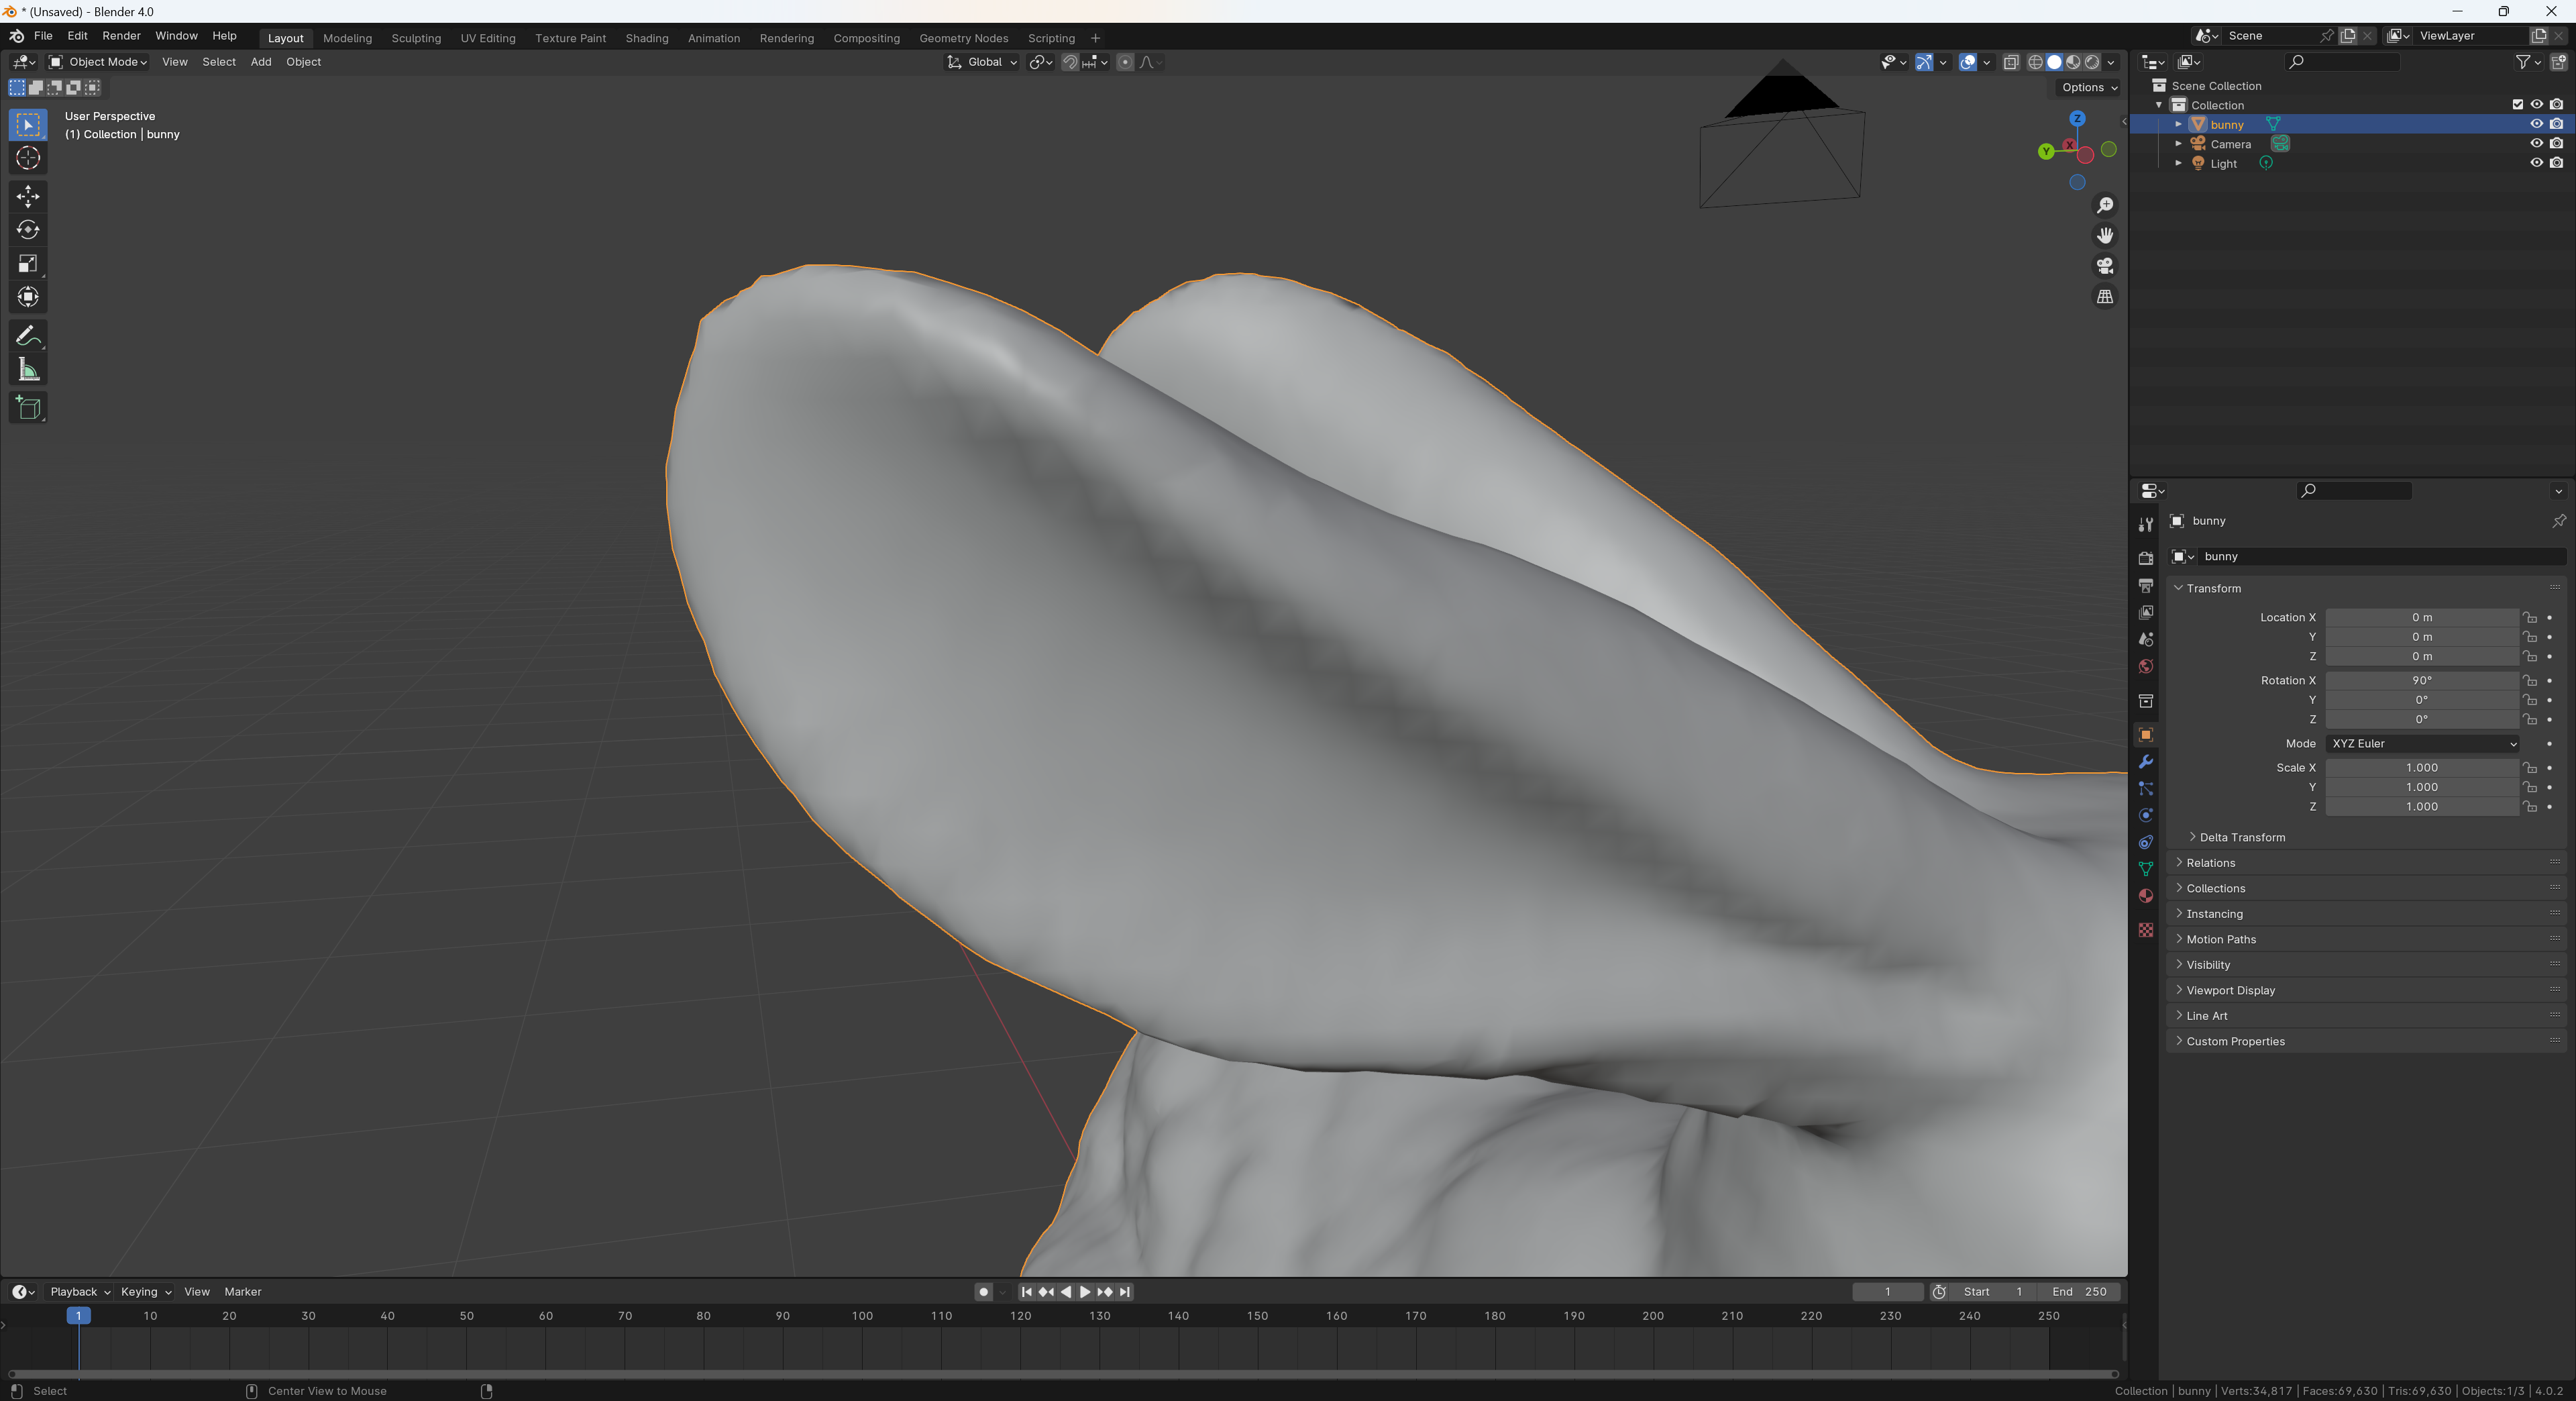 * (Unsaved) - Blender 4.0
File Edit Render Window Help Layout Modeling Sculpting UV Editing Texture Paint Shading Animation Rendering Compositing Geometry Nodes Scripting + Scene ViewLayer
Object Mode View Select Add Object Global
Options
User Perspective
(1) Collection | bunny
Z
Y X
Scene Collection
Collection
bunny
Camera
Light
bunny
bunny
Transform
Location X 0 m
Y 0 m
Z 0 m
Rotation X 90°
Y 0°
Z 0°
Mode XYZ Euler
Scale X 1.000
Y 1.000
Z 1.000
Delta Transform
Relations
Collections
Instancing
Motion Paths
Visibility
Viewport Display
Line Art
Custom Properties
Playback Keying View Marker 1 Start 1 End 250
1 10 20 30 40 50 60 70 80 90 100 110 120 130 140 150 160 170 180 190 200 210 220 230 240 250
Select Center View to Mouse Collection | bunny | Verts:34,817 | Faces:69,630 | Tris:69,630 | Objects:1/3 | 4.0.2